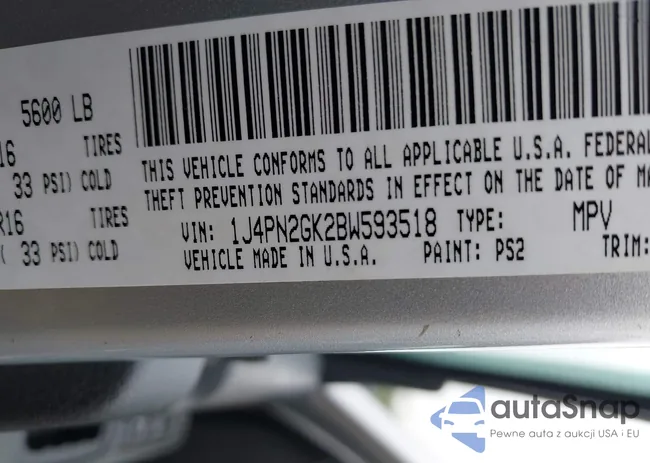 5600 LB
16 TIRES
33 PSI) COLD
R16 TIRES
( 33 PSI) COLD
THIS VEHICLE CONFORMS TO ALL APPLICABLE U.S.A. FEDERAL
THEFT PREVENTION STANDARDS IN EFFECT ON THE DATE OF MA
VIN: 1J4PN2GK2BW593518 TYPE: MPV
VEHICLE MADE IN U.S.A. PAINT: PS2 TRIM:
autoSnap
Pewne auta z aukcji USA i EU